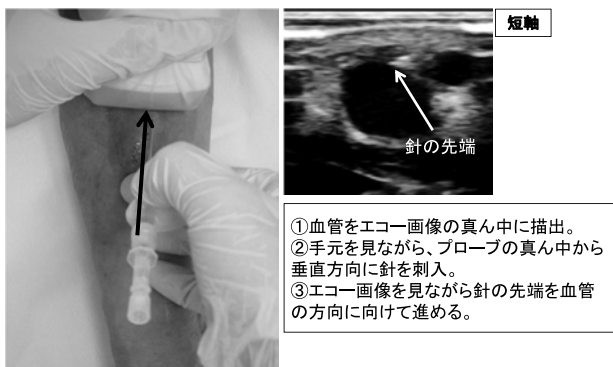 短軸
針の先端
①血管をエコー画像の真ん中に描出。
②手元を見ながら、プローブの真ん中から
垂直方向に針を刺入。
③エコー画像を見ながら針の先端を血管
の方向に向けて進める。